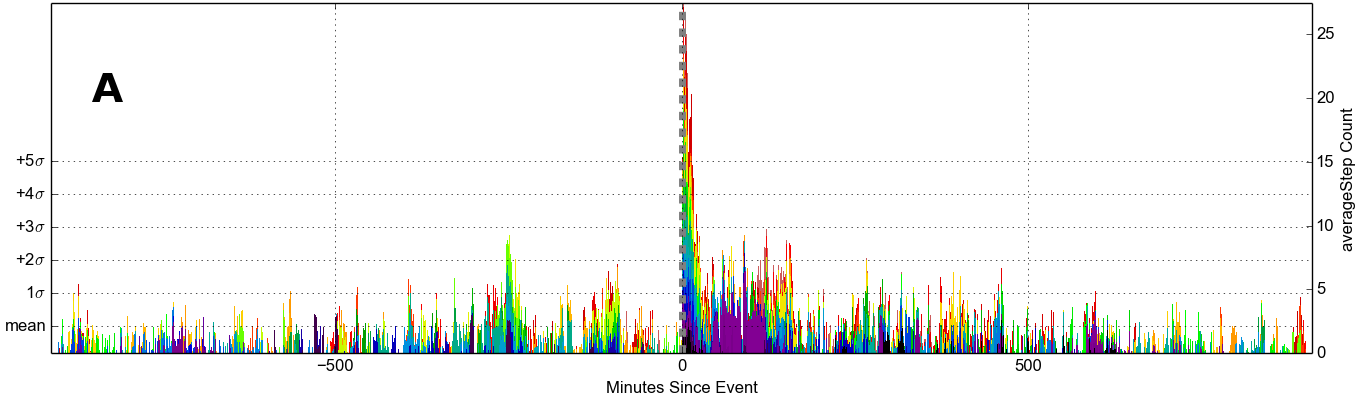 A
+5σ
+4σ
+3σ
+2σ
1σ
mean
25
20
15
10
5
0
averageStep Count
−500
0
500
Minutes Since Event